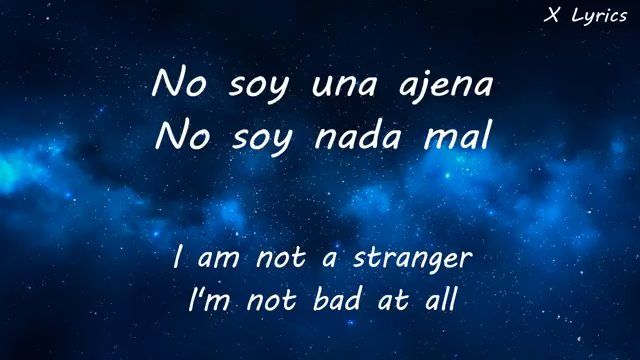 X Lyrics
No soy una ajena
No soy nada mal
I am not a stranger
I'm not bad at all